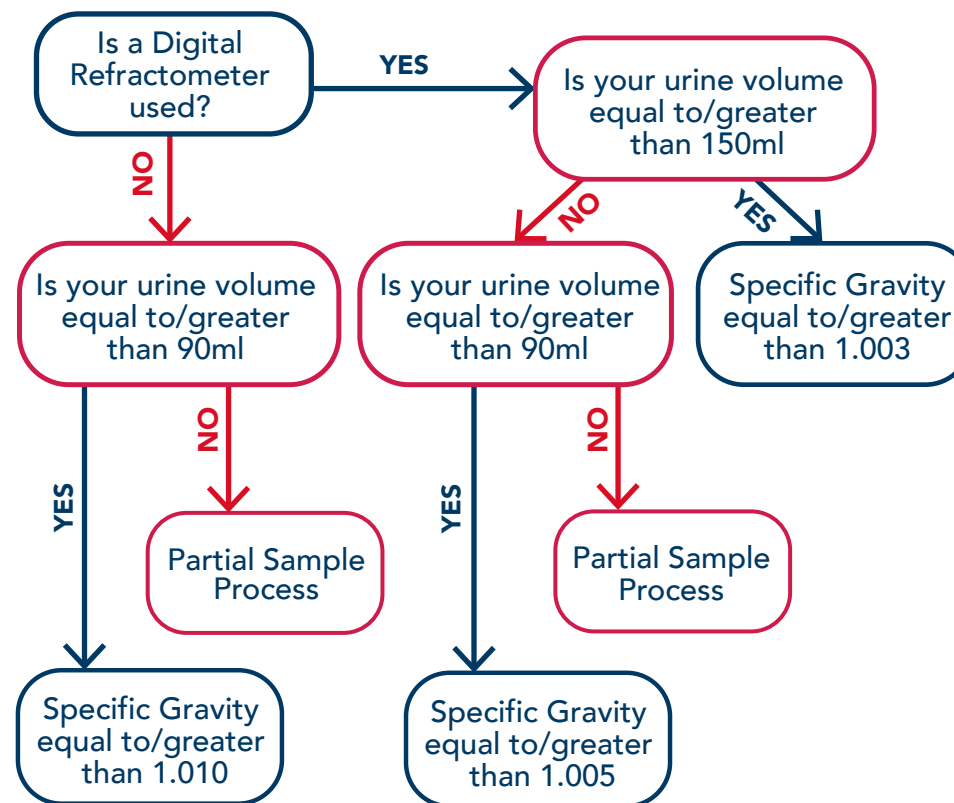 Is a Digital
Refractometer
used?
YES
Is your urine volume
equal to/greater
than 150ml
NO
NO
YES
Is your urine volume
equal to/greater
than 90ml
Is your urine volume
equal to/greater
than 90ml
Specific Gravity
equal to/greater
than 1.003
YES
NO
YES
NO
Partial Sample
Process
Partial Sample
Process
Specific Gravity
equal to/greater
than 1.010
Specific Gravity
equal to/greater
than 1.005